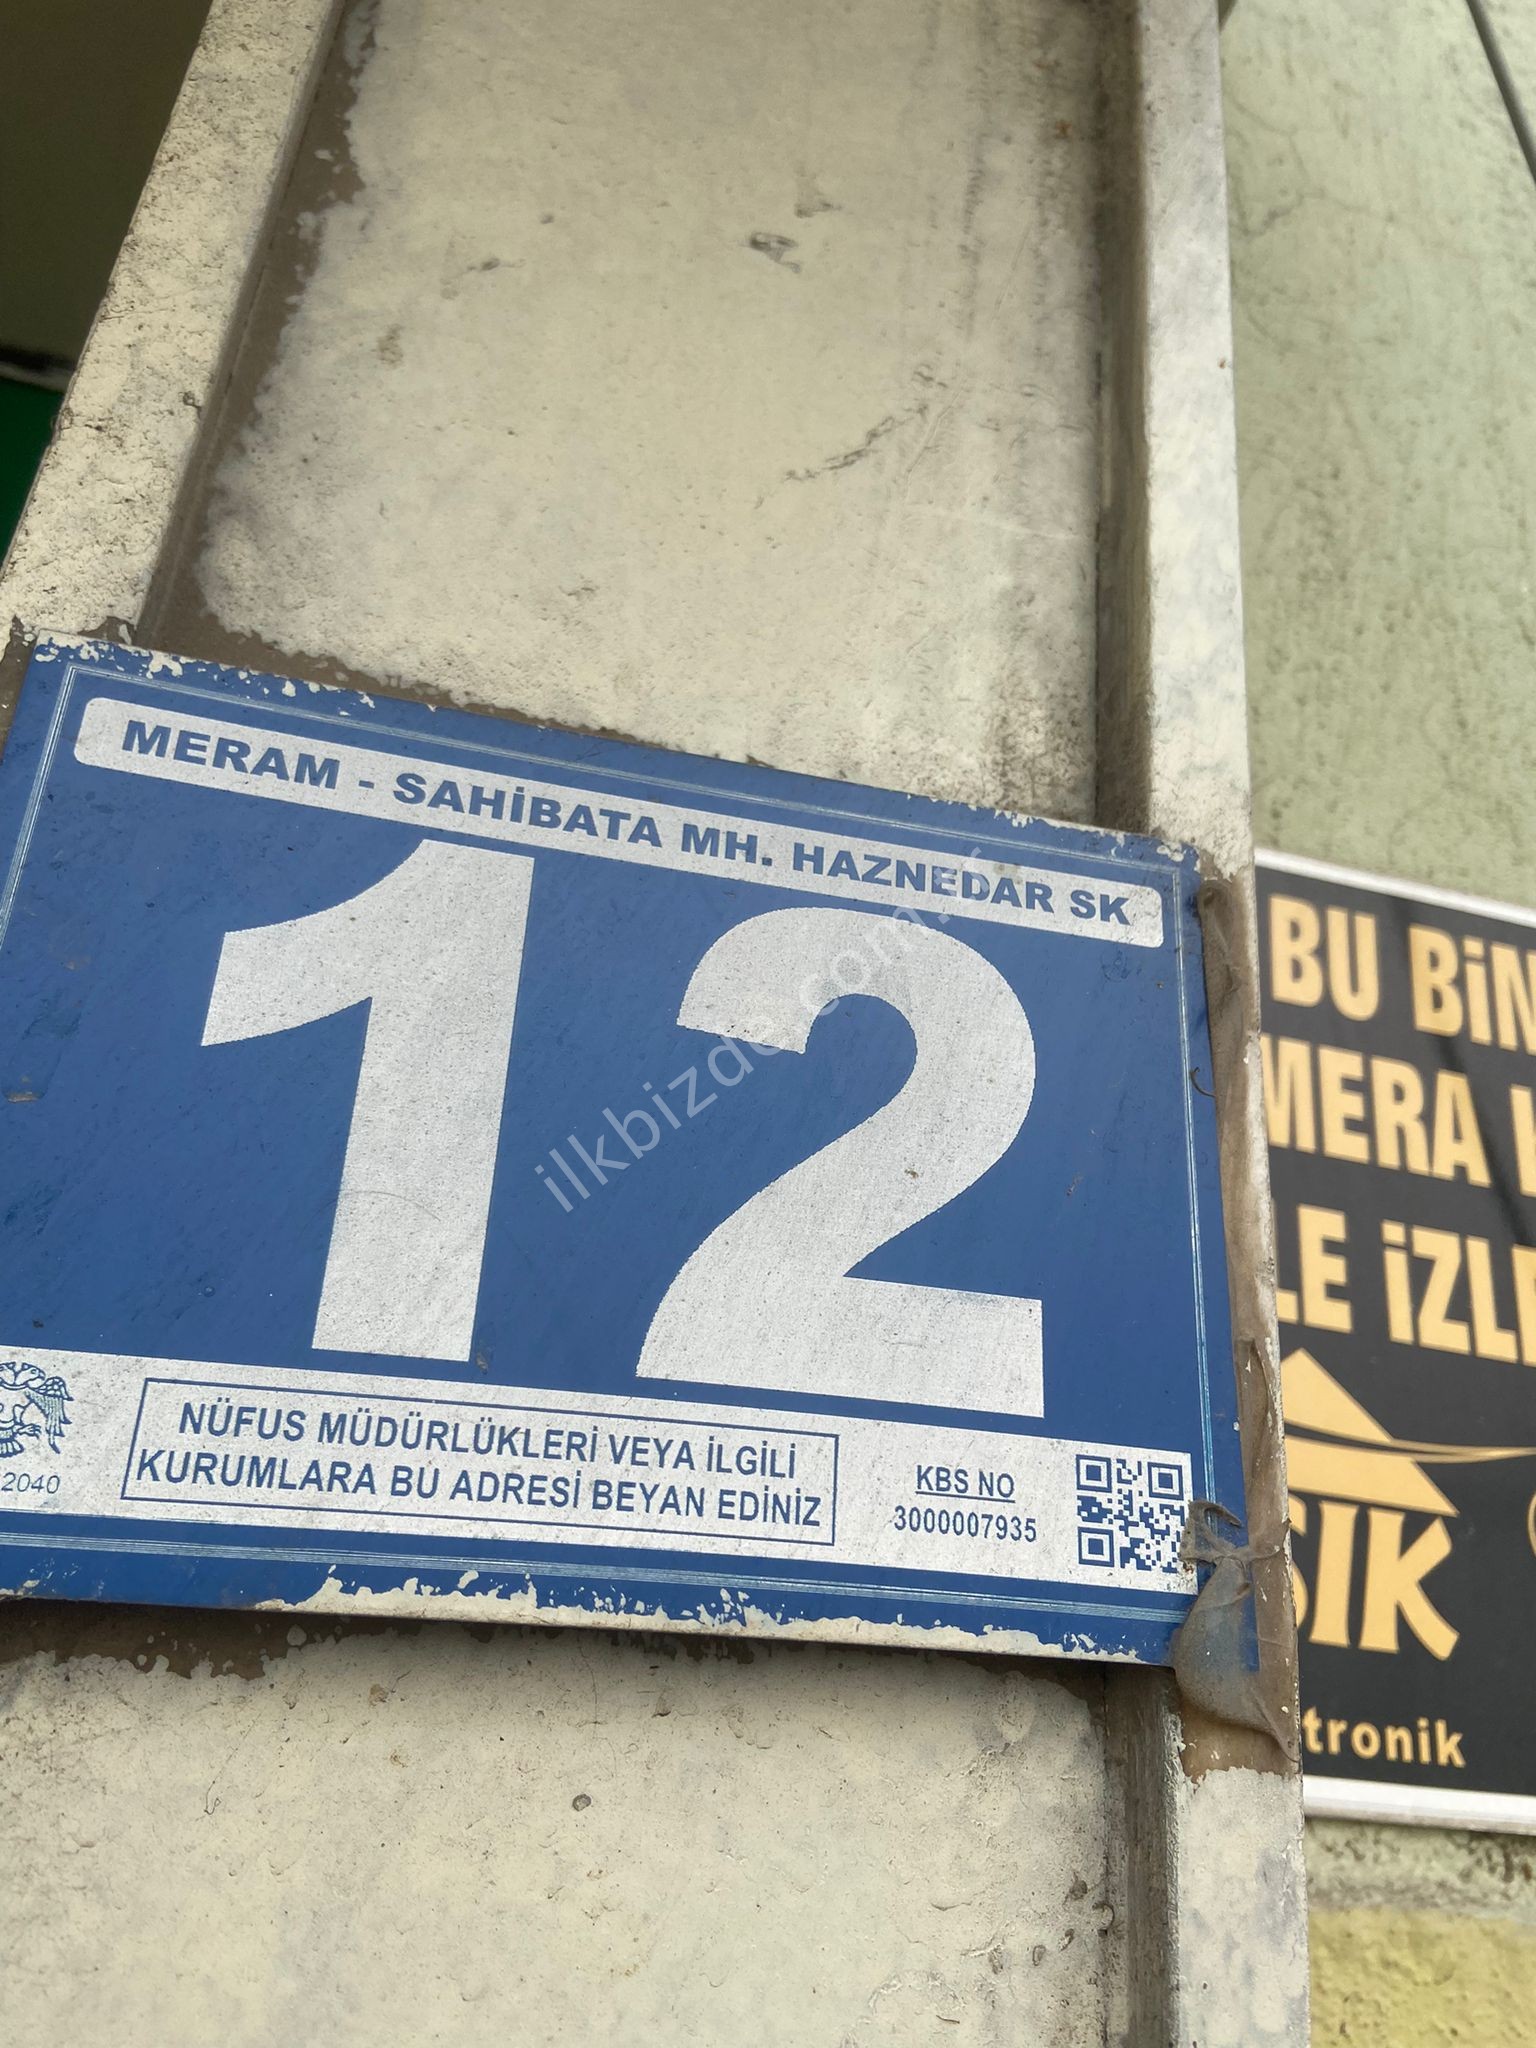 MERAM - SAHİBATA MH. HAZNEDAR SK
12
NÜFUS MÜDÜRLÜKLERİ VEYA İLGİLİ
KURUMLARA BU ADRESİ BEYAN EDİNİZ
2040
KBS NO
3000007935
BU BİN
MERA
LE İZL
SIK
tronik
ilkbizde.com.tr